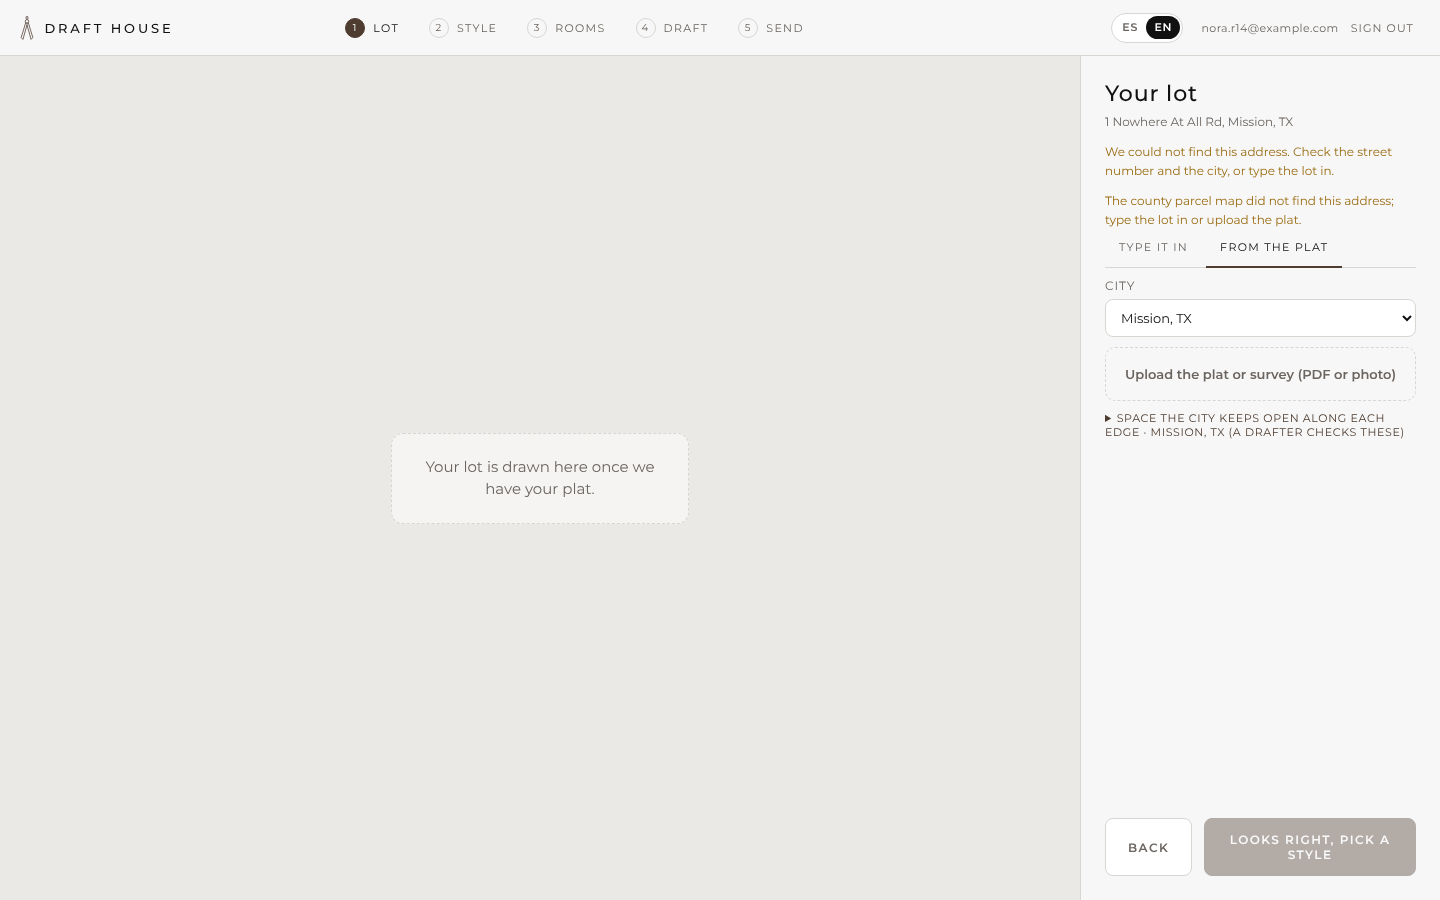 DRAFT HOUSE
1 LOT
2 STYLE
3 ROOMS
4 DRAFT
5 SEND
ES EN
nora.r14@example.com
SIGN OUT
Your lot is drawn here once we
have your plat.
Your lot
1 Nowhere At All Rd, Mission, TX
We could not find this address. Check the street
number and the city, or type the lot in.
The county parcel map did not find this address;
type the lot in or upload the plat.
TYPE IT IN
FROM THE PLAT
CITY
Mission, TX
Upload the plat or survey (PDF or photo)
SPACE THE CITY KEEPS OPEN ALONG EACH
EDGE · MISSION, TX (A DRAFTER CHECKS THESE)
BACK
LOOKS RIGHT, PICK A
STYLE